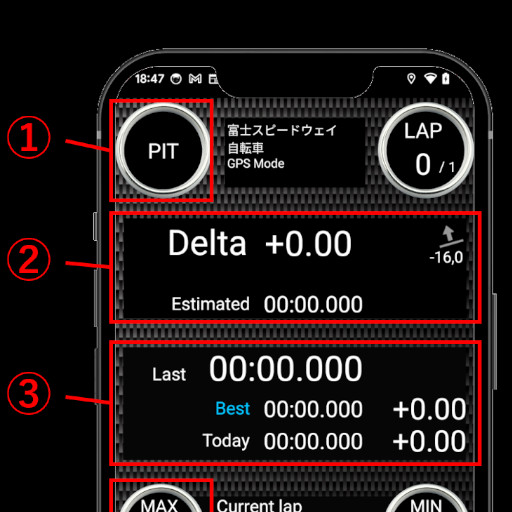 18:47
① PIT
富士スピードウェイ
自転車
GPS Mode
LAP
0 / 1
② Delta +0.00
-16,0
Estimated 00:00.000
③ Last 00:00.000
Best 00:00.000 +0.00
Today 00:00.000 +0.00
MAX Current lap MIN